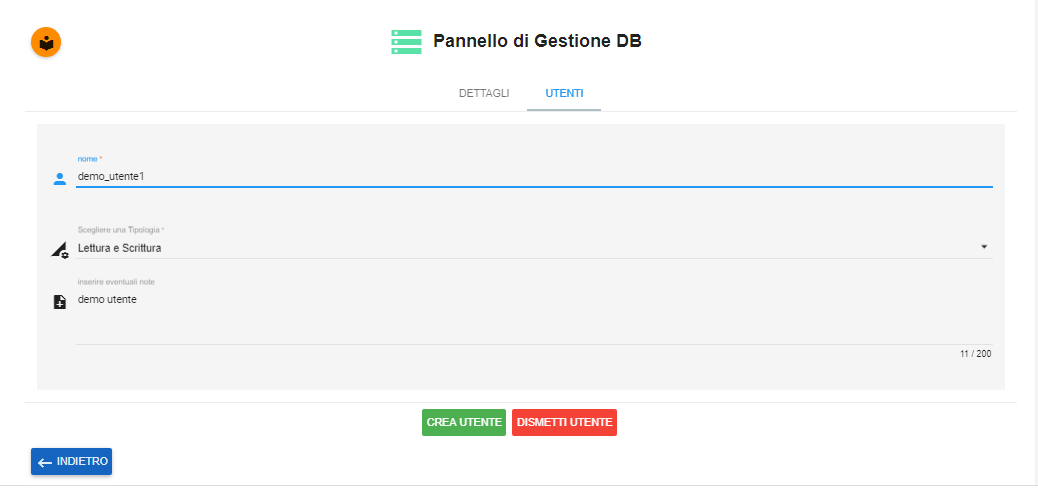 Pannello di Gestione DB
DETTAGLI UTENTI
nome *
demo_utente1
Scegliere una Tipologia *
Lettura e Scrittura
inserire eventuali note
demo utente
11 / 200
CREA UTENTE DISMETTI UTENTE
INDIETRO